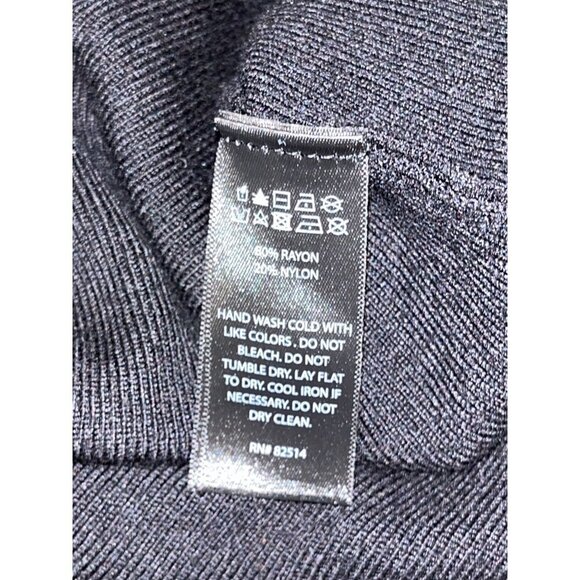 80% RAYON
20% NYLON
HAND WASH COLD WITH
LIKE COLORS . DO NOT
BLEACH. DO NOT
TUMBLE DRY. LAY FLAT
TO DRY. COOL IRON IF
NECESSARY. DO NOT
DRY CLEAN.
RN# 82514